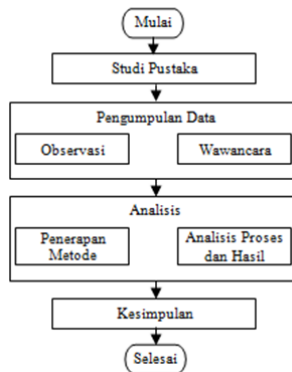 Mulai
Studi Pustaka
Pengumpulan Data
Observasi
Wawancara
Analisis
Penerapan
Metode
Analisis Proses
dan Hasil
Kesimpulan
Selesai